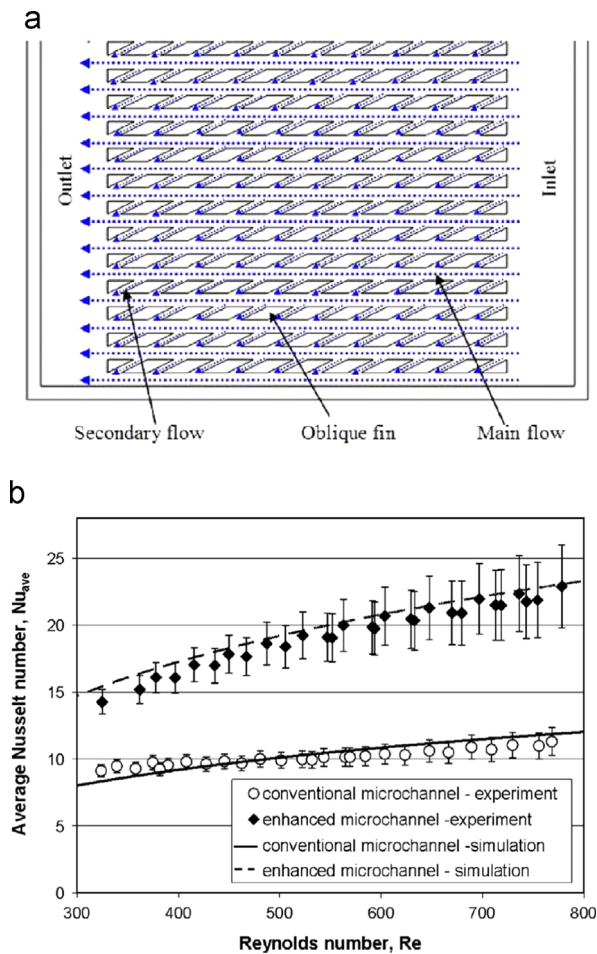 a
Outlet
Inlet
Secondary flow
Oblique fin
Main flow
b
Average Nusselt number, Nuave
25
20
15
10
5
0
conventional microchannel - experiment
enhanced microchannel -experiment
conventional microchannel -simulation
enhanced microchannel - simulation
300
400
500
600
700
800
Reynolds number, Re